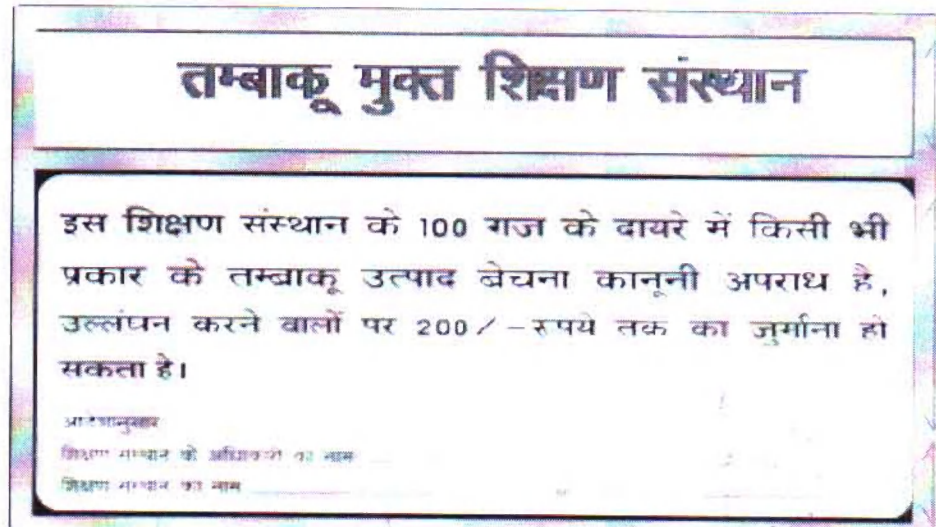 तम्बाकू मुक्त शिक्षण संस्थान
इस शिक्षण संस्थान के 100 गज के दायरे में किसी भी
प्रकार के तम्बाकू उत्पाद बेचना कानूनी अपराध है,
उल्लंघन करने वालों पर 200/-रुपये तक का जुर्माना हो
सकता है।
आदेशानुसार
शिक्षण संस्थान के अधिकारी का नाम
शिक्षण संस्थान का नाम